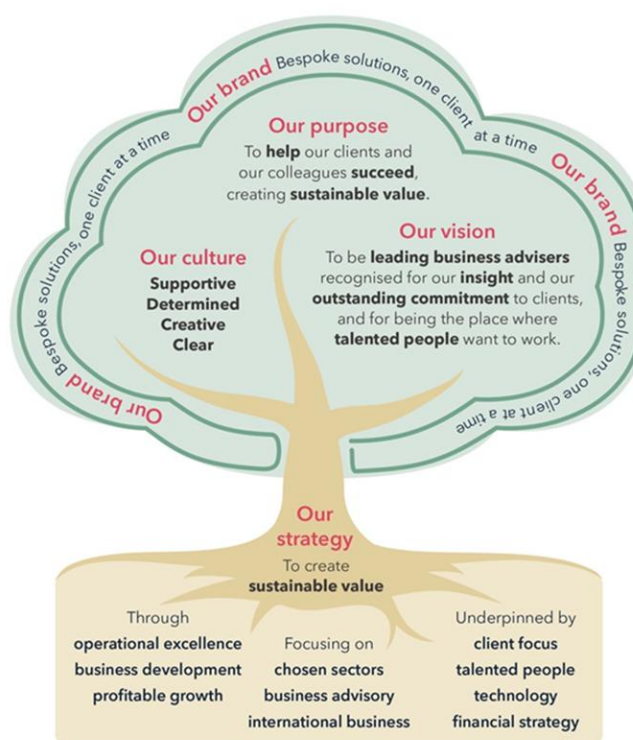 Our brand Bespoke solutions, one client at a time
Our brand Bespoke solutions, one client at a time
Our brand Bespoke solutions, one client at a time
Our purpose
To help our clients and
our colleagues succeed,
creating sustainable value.
Our culture
Supportive
Determined
Creative
Clear
Our vision
To be leading business advisers
recognised for our insight and our
outstanding commitment to clients,
and for being the place where
talented people want to work.
Our
strategy
To create
sustainable value
Through
operational excellence
business development
profitable growth
Focusing on
chosen sectors
business advisory
international business
Underpinned by
client focus
talented people
technology
financial strategy